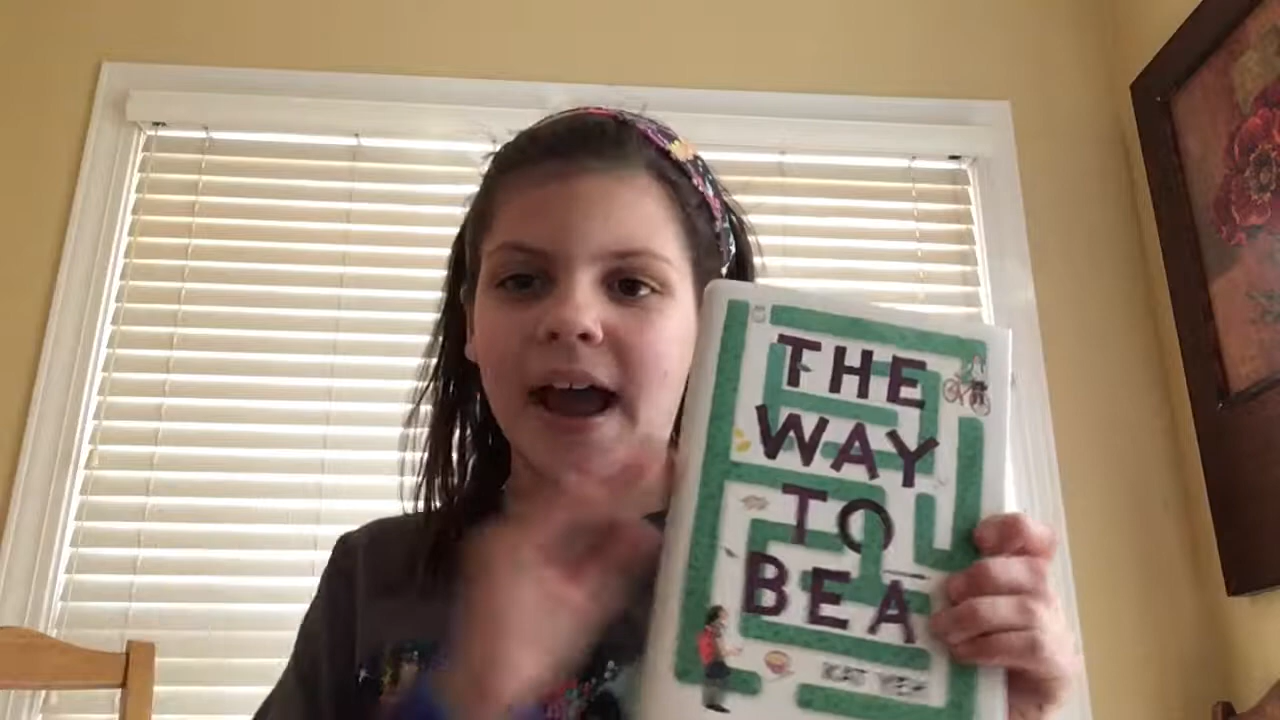 THE
WAY
TO
BEA
KAT YEH